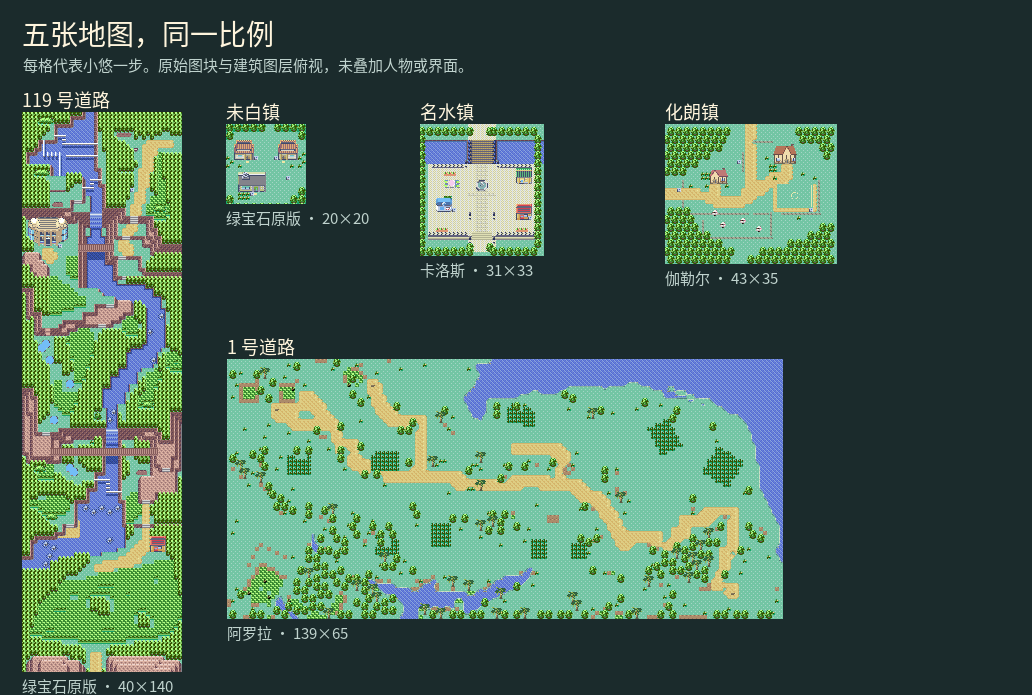 五张地图，同一比例
每格代表小悠一步。原始图块与建筑图层俯视，未叠加人物或界面。
119 号道路
绿宝石原版 · 40×140
未白镇
绿宝石原版 · 20×20
名水镇
卡洛斯 · 31×33
化朗镇
伽勒尔 · 43×35
1 号道路
阿罗拉 · 139×65